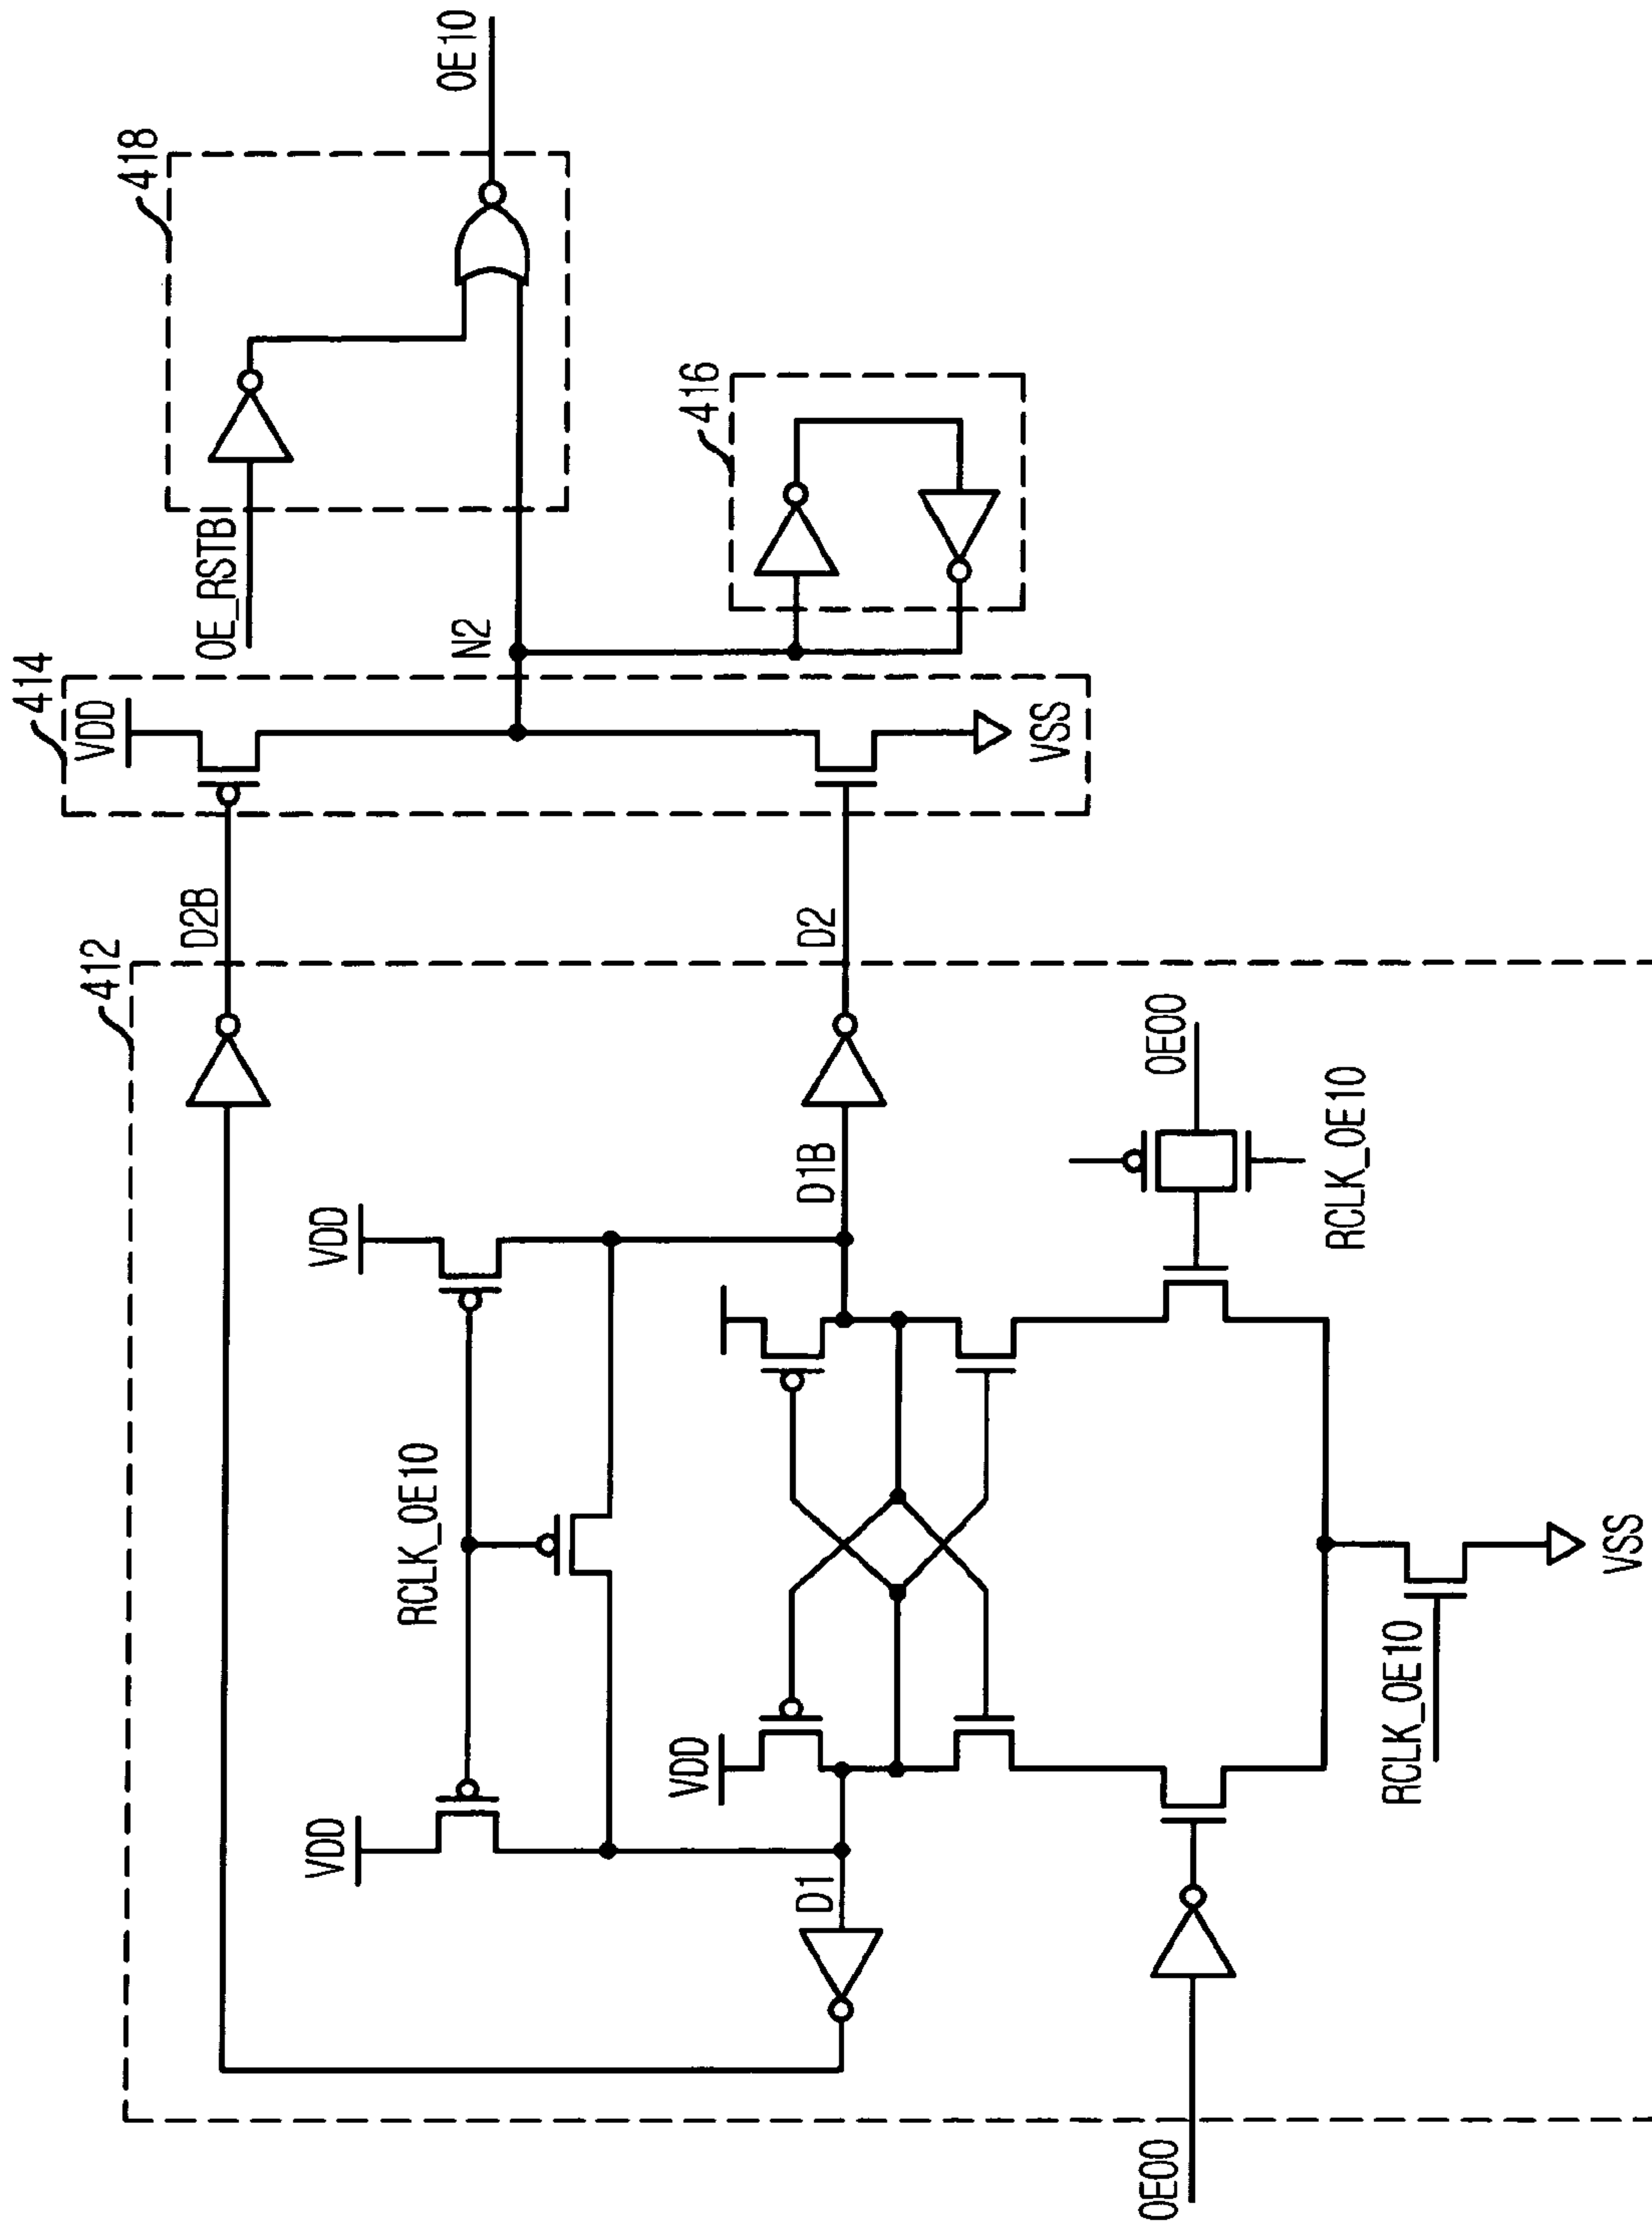 418
OE10
414
VDD
OE_RSTB
416
N2
412
D2B
D2
VSS
VDD
RCLK_OE10
VDD
D1B
OE00
RCLK_OE10
VDD
D1
OE00
RCLK_OE10
VSS